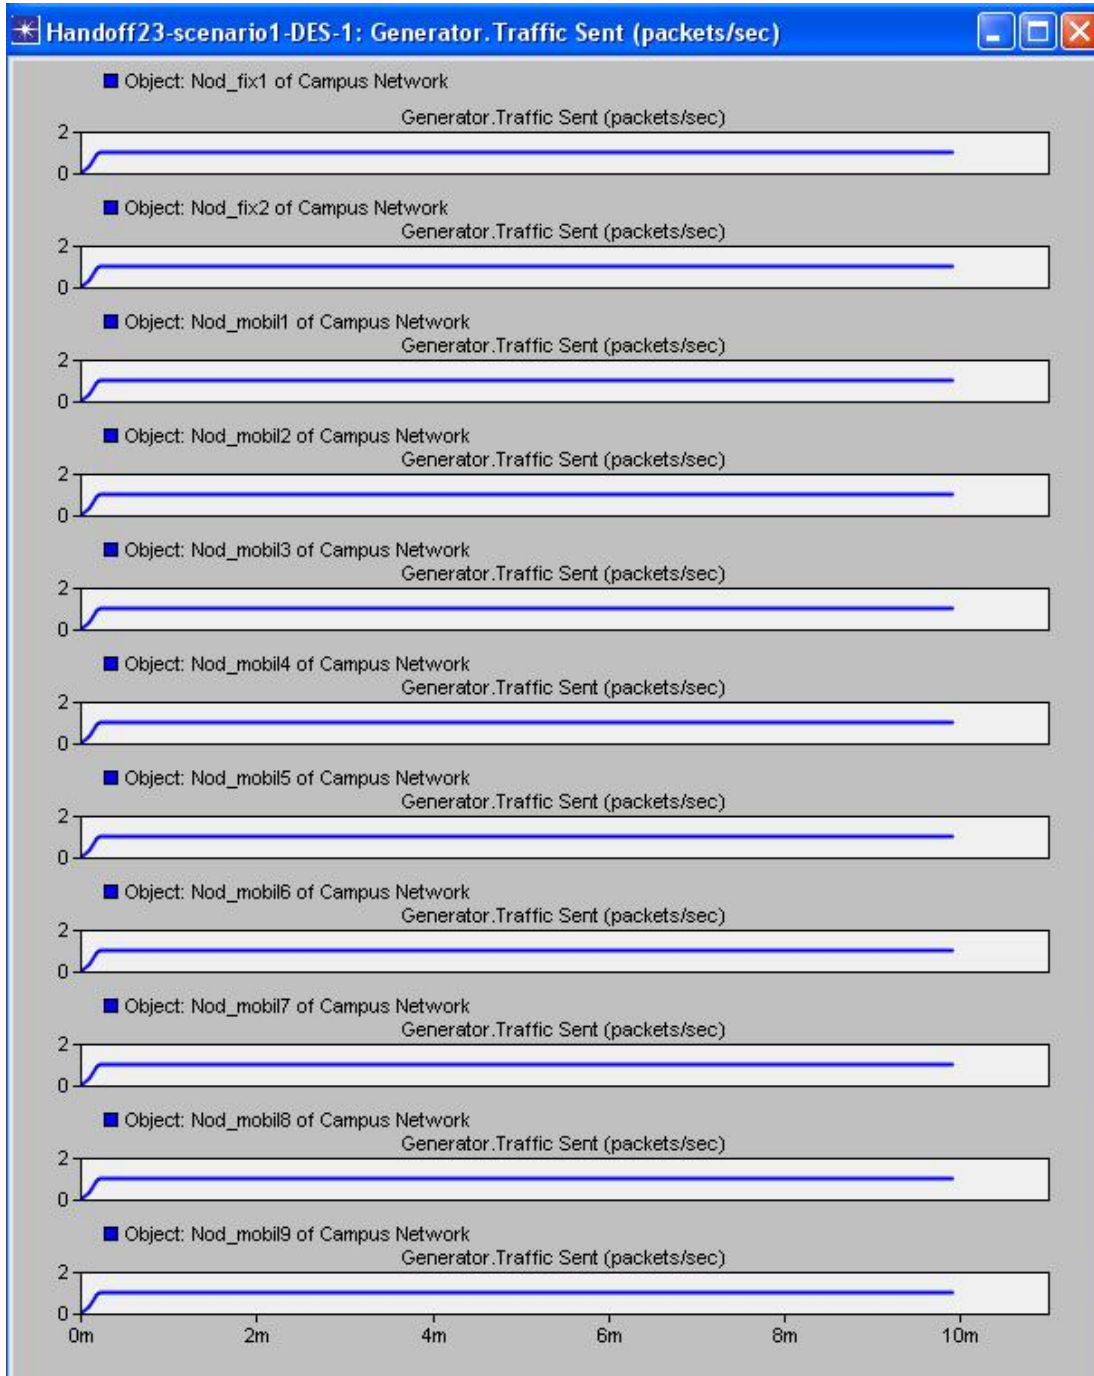 Handoff23-scenario1-DES-1: Generator.Traffic Sent (packets/sec)
Object: Nod_fix1 of Campus Network
Generator.Traffic Sent (packets/sec)
2
0
Object: Nod_fix2 of Campus Network
Generator.Traffic Sent (packets/sec)
2
0
Object: Nod_mobil1 of Campus Network
Generator.Traffic Sent (packets/sec)
2
0
Object: Nod_mobil2 of Campus Network
Generator.Traffic Sent (packets/sec)
2
0
Object: Nod_mobil3 of Campus Network
Generator.Traffic Sent (packets/sec)
2
0
Object: Nod_mobil4 of Campus Network
Generator.Traffic Sent (packets/sec)
2
0
Object: Nod_mobil5 of Campus Network
Generator.Traffic Sent (packets/sec)
2
0
Object: Nod_mobil6 of Campus Network
Generator.Traffic Sent (packets/sec)
2
0
Object: Nod_mobil7 of Campus Network
Generator.Traffic Sent (packets/sec)
2
0
Object: Nod_mobil8 of Campus Network
Generator.Traffic Sent (packets/sec)
2
0
Object: Nod_mobil9 of Campus Network
Generator.Traffic Sent (packets/sec)
2
0
0m 2m 4m 6m 8m 10m